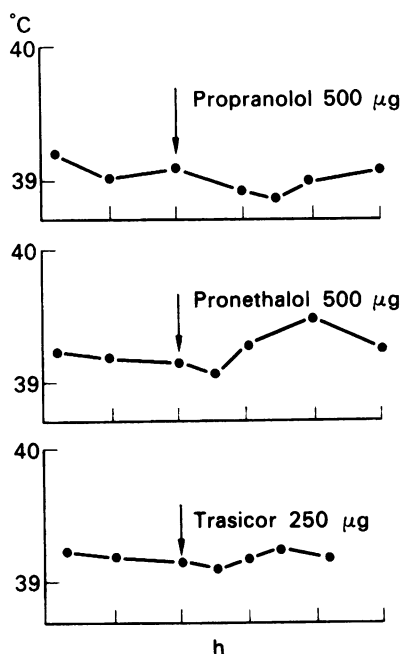 °C
40
Propranolol 500 µg
39
40
Pronethalol 500 µg
39
40
Trasicor 250 µg
39
h